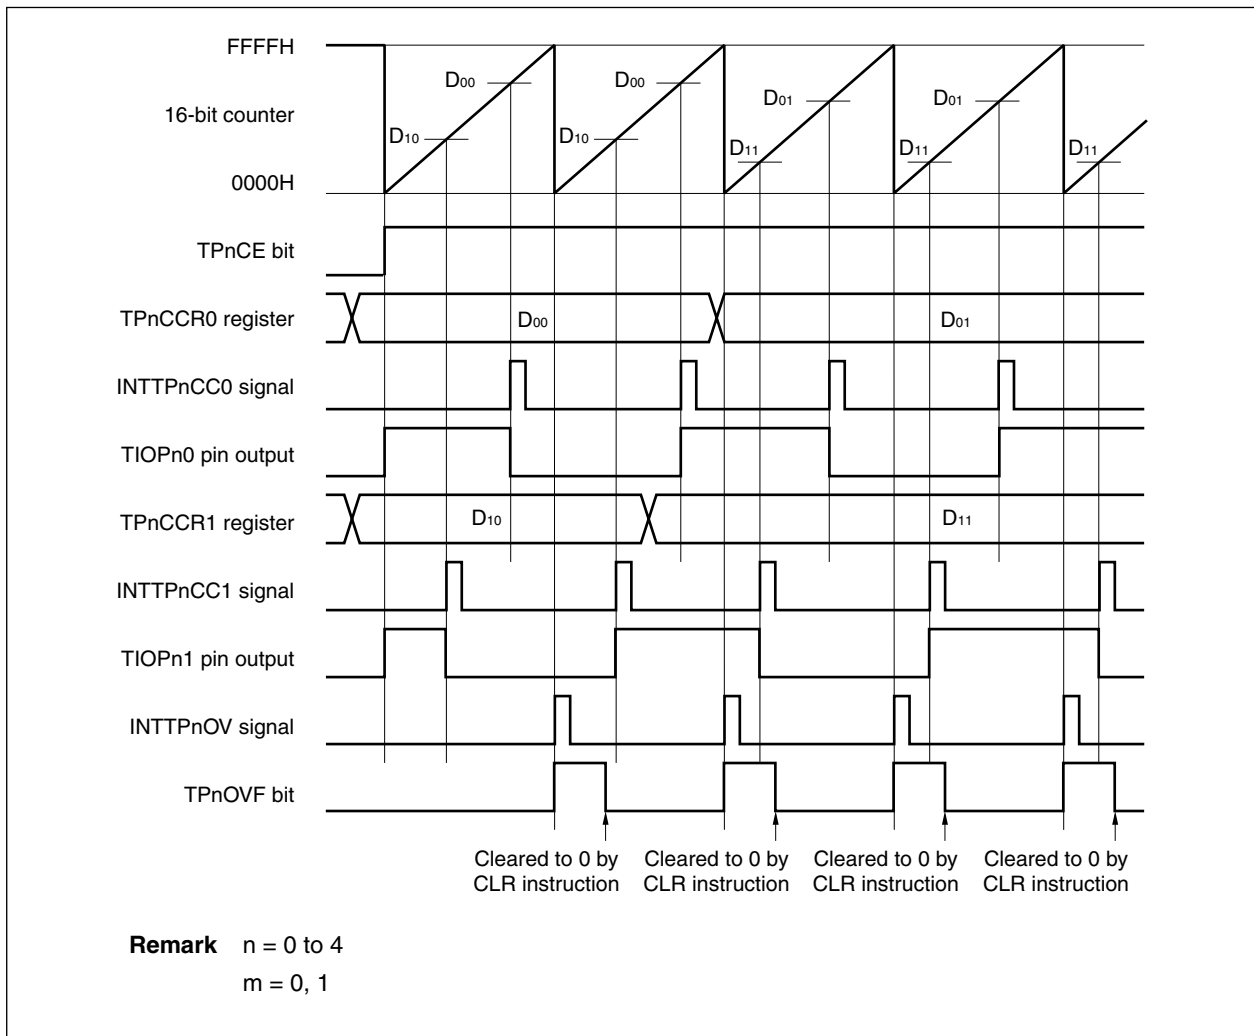 FFFFH
D00 D00
D01 D01
16-bit counter
D10 D10
D11 D11 D11
0000H
TPnCE bit
TPnCCR0 register D00 D01
INTTPnCC0 signal
TIOPn0 pin output
TPnCCR1 register D10 D11
INTTPnCC1 signal
TIOPn1 pin output
INTTPnOV signal
TPnOVF bit
Cleared to 0 by Cleared to 0 by Cleared to 0 by Cleared to 0 by
CLR instruction CLR instruction CLR instruction CLR instruction
Remark n = 0 to 4
m = 0, 1